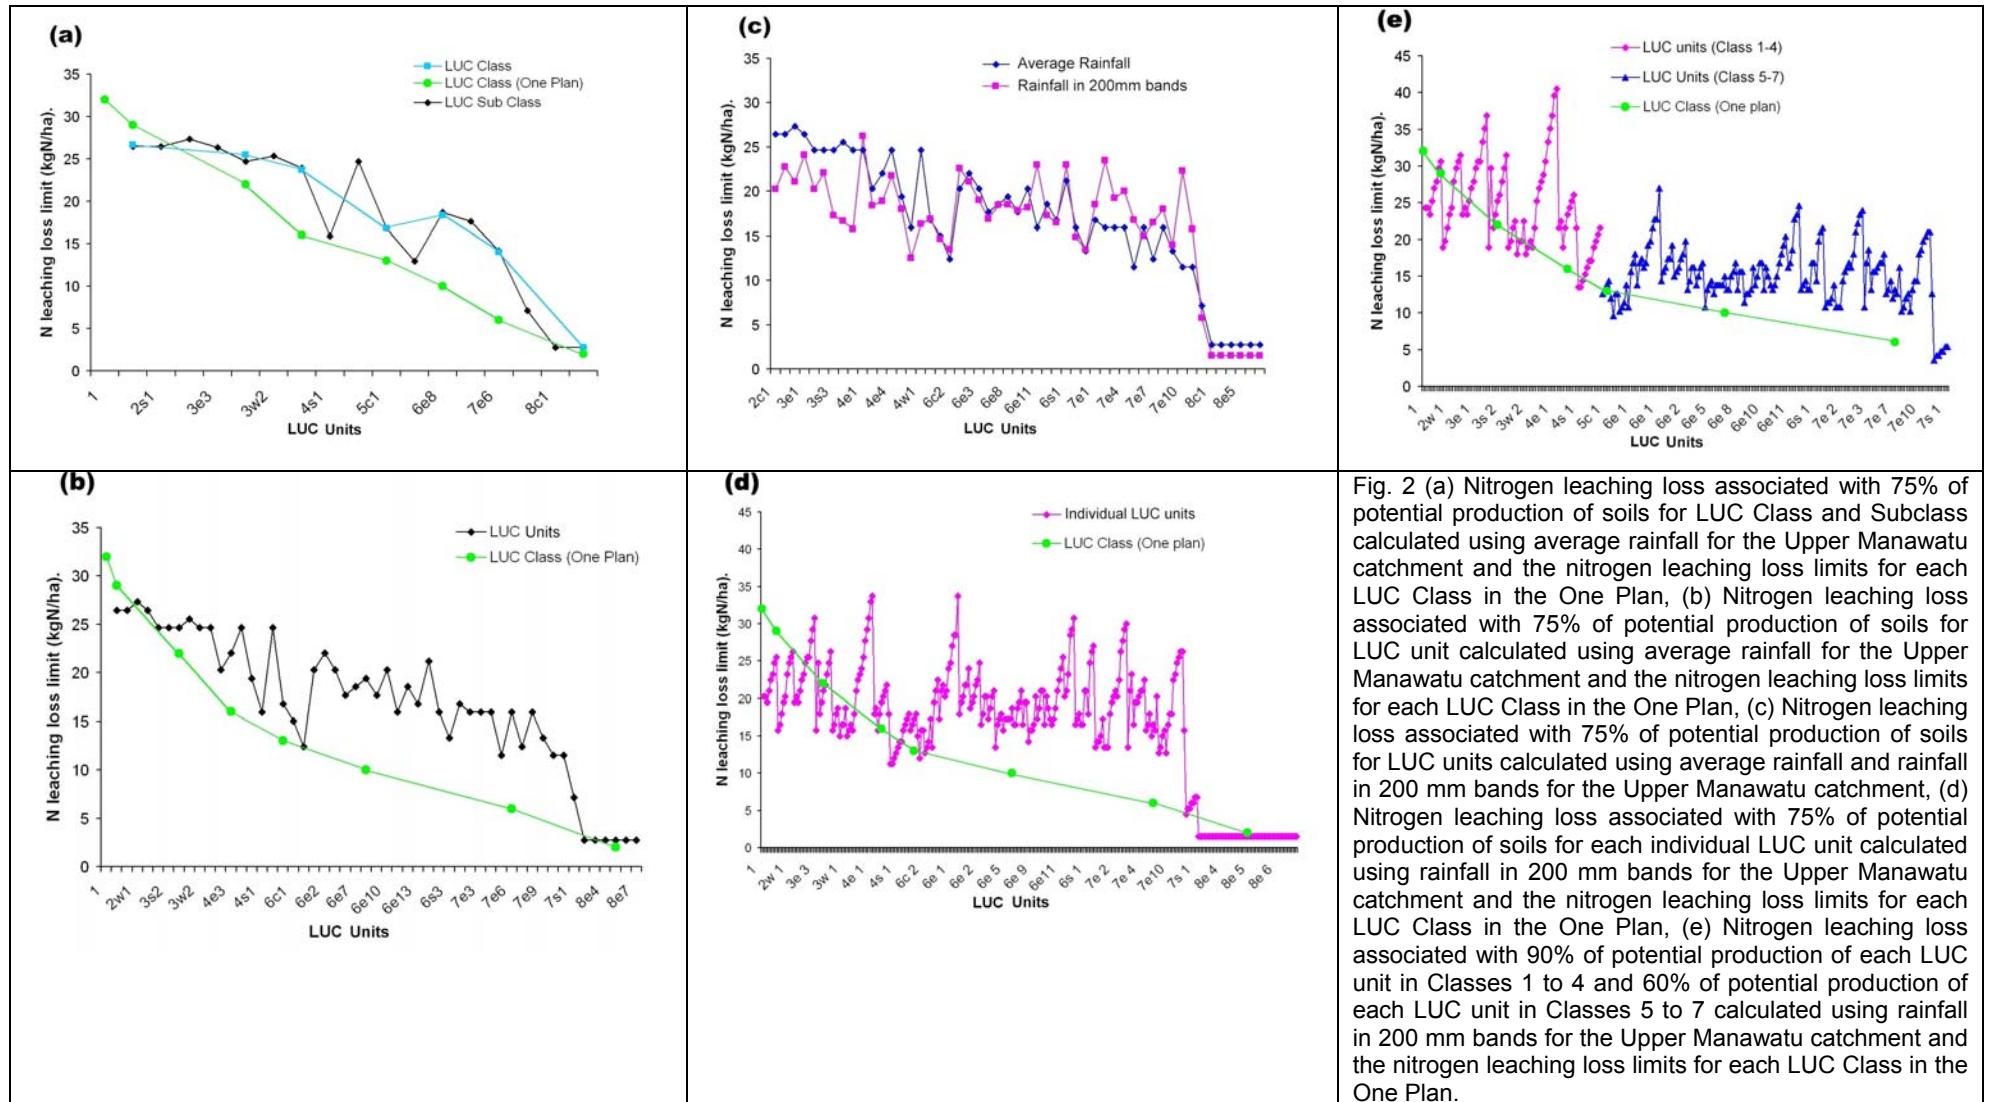 (a)
LUC Class
LUC Class (One Plan)
LUC Sub Class
N leaching loss limit (kgN/ha).
35
30
25
20
15
10
5
0
1
2s1
3e3
3w2
4s1
5c1
6e8
7e6
8c1
LUC Units
(c)
Average Rainfall
Rainfall in 200mm bands
N leaching loss limit (kgN/ha).
35
30
25
20
15
10
5
0
2c1
3e1
3s3
4e1
4e4
4w1
6c2
6e3
6e8
6e11
6s1
7e1
7e4
7e7
7e10
8c1
8e5
LUC Units
(e)
LUC units (Class 1-4)
LUC Units (Class 5-7)
LUC Class (One plan)
N leaching loss limit (kgN/ha).
45
40
35
30
25
20
15
10
5
0
1
2w 1
3e 1
3s 2
3w 2
4e 1
4s 1
5c 1
6e 1
6e 1
6e 2
6e 5
6e 8
6e10
6e11
6s 1
7e 2
7e 3
7e 7
7e10
7s 1
LUC Units
(b)
LUC Units
LUC Class (One Plan)
N leaching loss limit (kgN/ha).
35
30
25
20
15
10
5
0
1
2w1
3s2
3w2
4e3
4s1
6c1
6e2
6e7
6e10
6e13
6s3
7e3
7e6
7e9
7s1
8e4
8e7
LUC Units
(d)
Individual LUC units
LUC Class (One plan)
N leaching loss limit (kgN/ha).
45
40
35
30
25
20
15
10
5
0
1
2w 1
3e 3
3w 1
4e 1
4s 1
6c 2
6e 1
6e 2
6e 5
6e 9
6e11
6s 1
7e 2
7e 4
7e10
7s 1
8e 4
8e 5
8e 6
LUC Units
Fig. 2 (a) Nitrogen leaching loss associated with 75% of
potential production of soils for LUC Class and Subclass
calculated using average rainfall for the Upper Manawatu
catchment and the nitrogen leaching loss limits for each
LUC Class in the One Plan, (b) Nitrogen leaching loss
associated with 75% of potential production of soils for
LUC unit calculated using average rainfall for the Upper
Manawatu catchment and the nitrogen leaching loss limits
for each LUC Class in the One Plan, (c) Nitrogen leaching
loss associated with 75% of potential production of soils
for LUC units calculated using average rainfall and rainfall
in 200 mm bands for the Upper Manawatu catchment, (d)
Nitrogen leaching loss associated with 75% of potential
production of soils for each individual LUC unit calculated
using rainfall in 200 mm bands for the Upper Manawatu
catchment and the nitrogen leaching loss limits for each
LUC Class in the One Plan, (e) Nitrogen leaching loss
associated with 90% of potential production of each LUC
unit in Classes 1 to 4 and 60% of potential production of
each LUC unit in Classes 5 to 7 calculated using rainfall
in 200 mm bands for the Upper Manawatu catchment and
the nitrogen leaching loss limits for each LUC Class in the
One Plan.